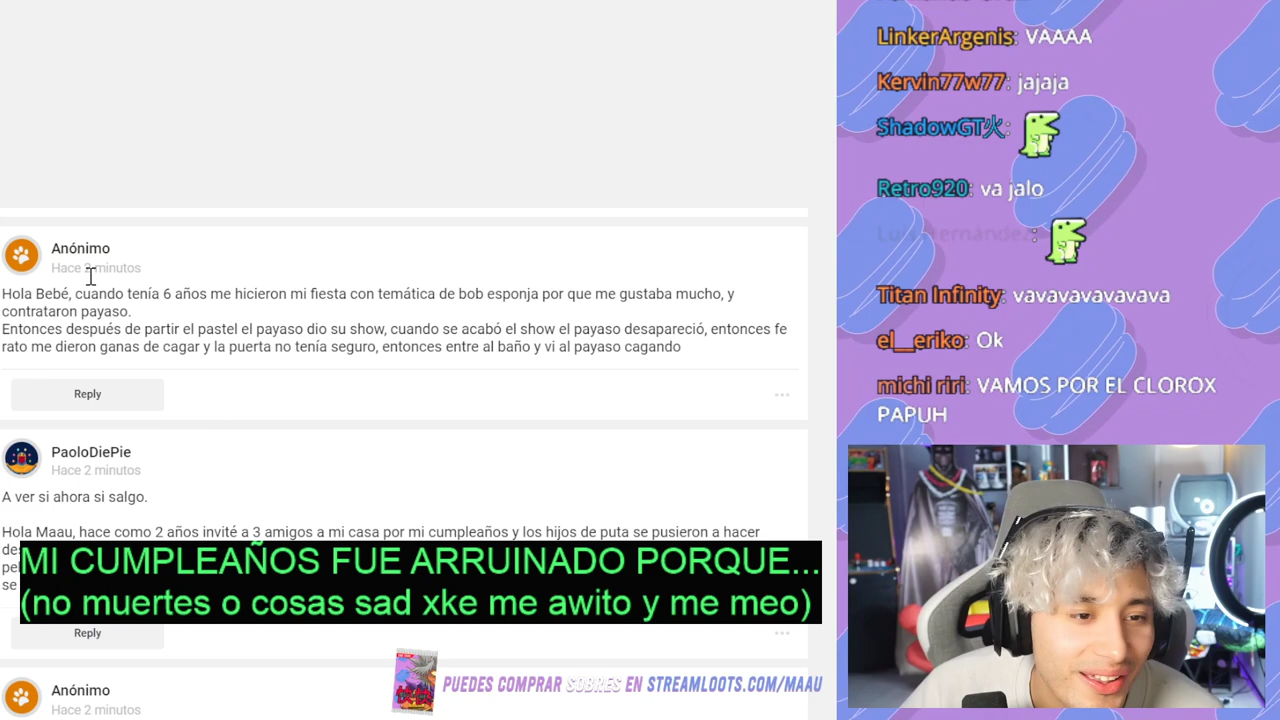 Anónimo
Hace 2 minutos
Hola Bebé, cuando tenía 6 años me hicieron mi fiesta con temática de bob esponja por que me gustaba mucho, y
contrataron payaso.
Entonces después de partir el pastel el payaso dio su show, cuando se acabó el show el payaso desapareció, entonces fe
rato me dieron ganas de cagar y la puerta no tenía seguro, entonces entre al baño y vi al payaso cagando
Reply
PaoloDiePie
Hace 2 minutos
A ver si ahora si salgo.
Hola Maau, hace como 2 años invité a 3 amigos a mi casa por mi cumpleaños y los hijos de puta se pusieron a hacer
MI CUMPLEAÑOS FUE ARRUINADO PORQUE...
(no muertes o cosas sad xke me awito y me meo)
Reply
Anónimo
Hace 2 minutos
PUEDES COMPRAR SOBRES EN STREAMLOOTS.COM/MAAU
LinkerArgenis: VAAAA
Kervin77w77: jajaja
ShadowGT火:
Retro920: va jalo
Titan Infinity: vavavavavavava
el__eriko: Ok
michi riri: VAMOS POR EL CLOROX
PAPUH